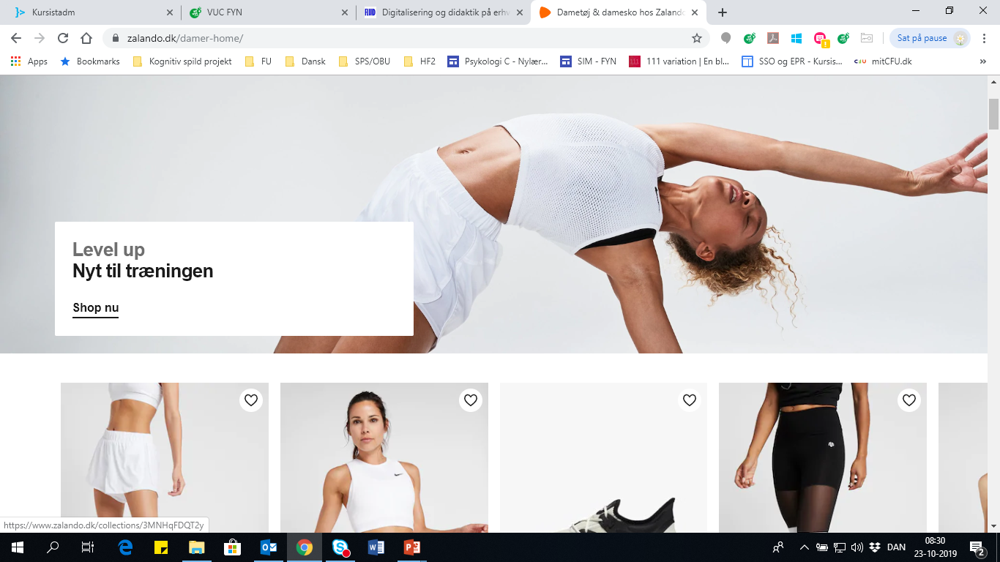 Kursistadm
VUC FYN
Digitalisering og didaktik på erhv
Dametøj & damesko hos Zalando
zalando.dk/damer-home/
Sat på pause
Apps
Bookmarks
Kognitiv spild projekt
FU
Dansk
SPS/OBU
HF2
Psykologi C - Nylær...
SIM - FYN
111 variation | En bl...
SSO og EPR - Kursis...
mitCFU.dk
Level up
Nyt til træningen
Shop nu
https://www.zalando.dk/collections/3MNHqFDQT2y
DAN
08:30
23-10-2019
2